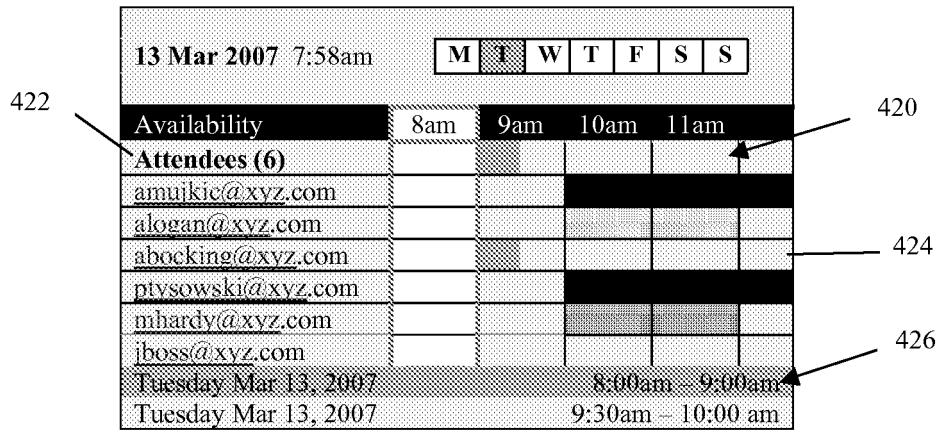 13 Mar 2007 7:58am M T W T F S S
422
420
Availability 8am 9am 10am 11am
Attendees (6)
amujkic@xyz.com
alogan@xyz.com
abocking@xyz.com
424
ptysowski@xyz.com
mhardy@xyz.com
jboss@xyz.com
426
Tuesday Mar 13, 2007 8:00am – 9:00am
Tuesday Mar 13, 2007 9:30am – 10:00 am